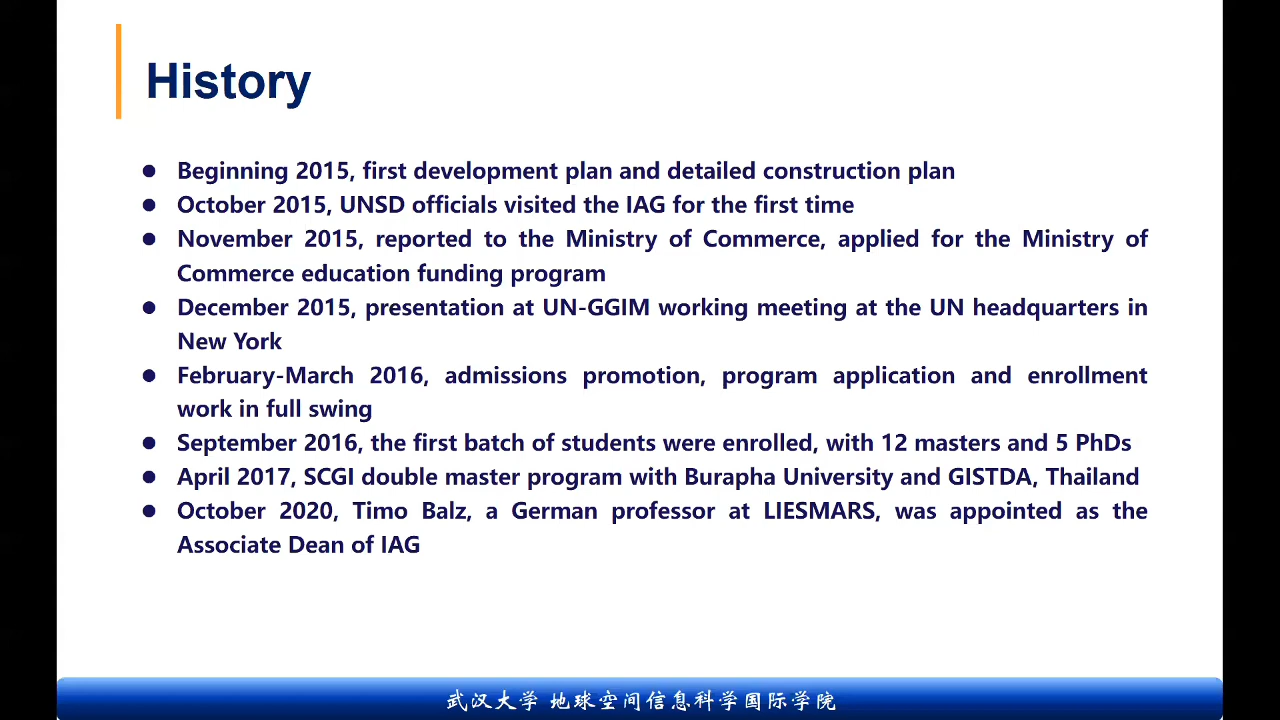 History
● Beginning 2015, first development plan and detailed construction plan
● October 2015, UNSD officials visited the IAG for the first time
● November 2015, reported to the Ministry of Commerce, applied for the Ministry of
Commerce education funding program
● December 2015, presentation at UN-GGIM working meeting at the UN headquarters in
New York
● February-March 2016, admissions promotion, program application and enrollment
work in full swing
● September 2016, the first batch of students were enrolled, with 12 masters and 5 PhDs
● April 2017, SCGI double master program with Burapha University and GISTDA, Thailand
● October 2020, Timo Balz, a German professor at LIESMARS, was appointed as the
Associate Dean of IAG
武汉大学 地球空间信息科学国际学院